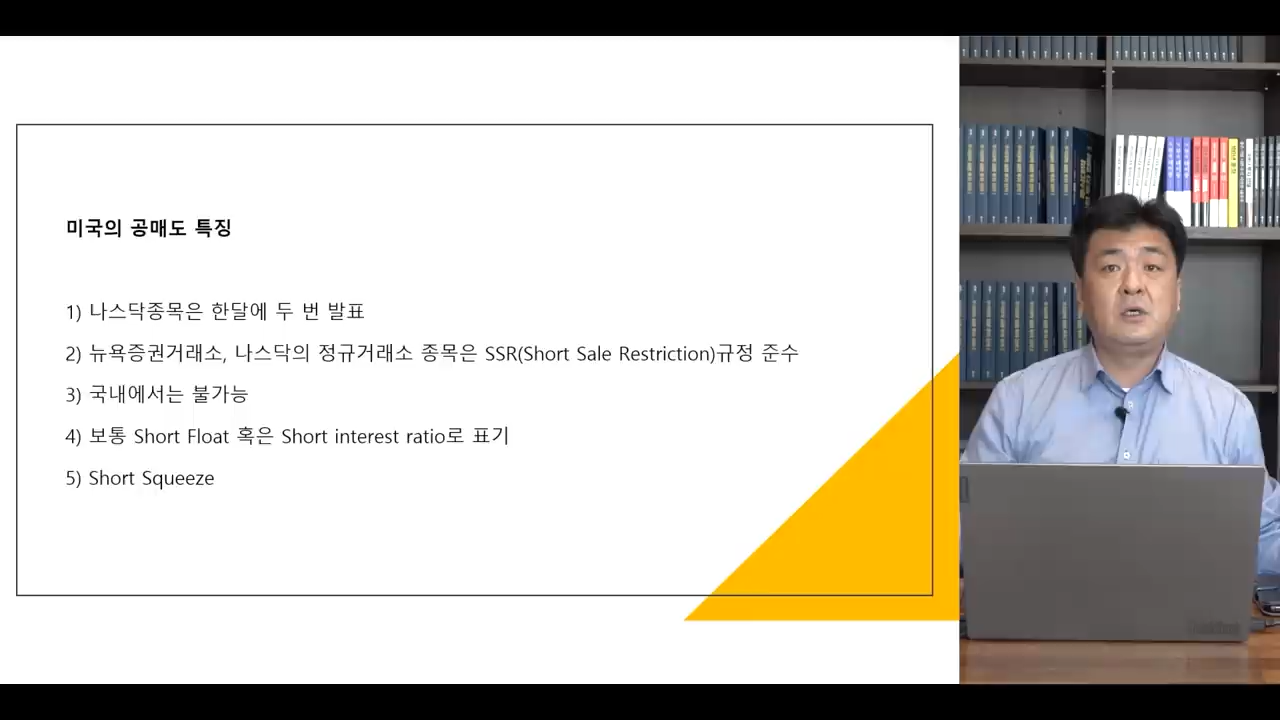 미국의 공매도 특징
1) 나스닥종목은 한달에 두 번 발표
2) 뉴욕증권거래소, 나스닥의 정규거래소 종목은 SSR(Short Sale Restriction)규정 준수
3) 국내에서는 불가능
4) 보통 Short Float 혹은 Short interest ratio로 표기
5) Short Squeeze